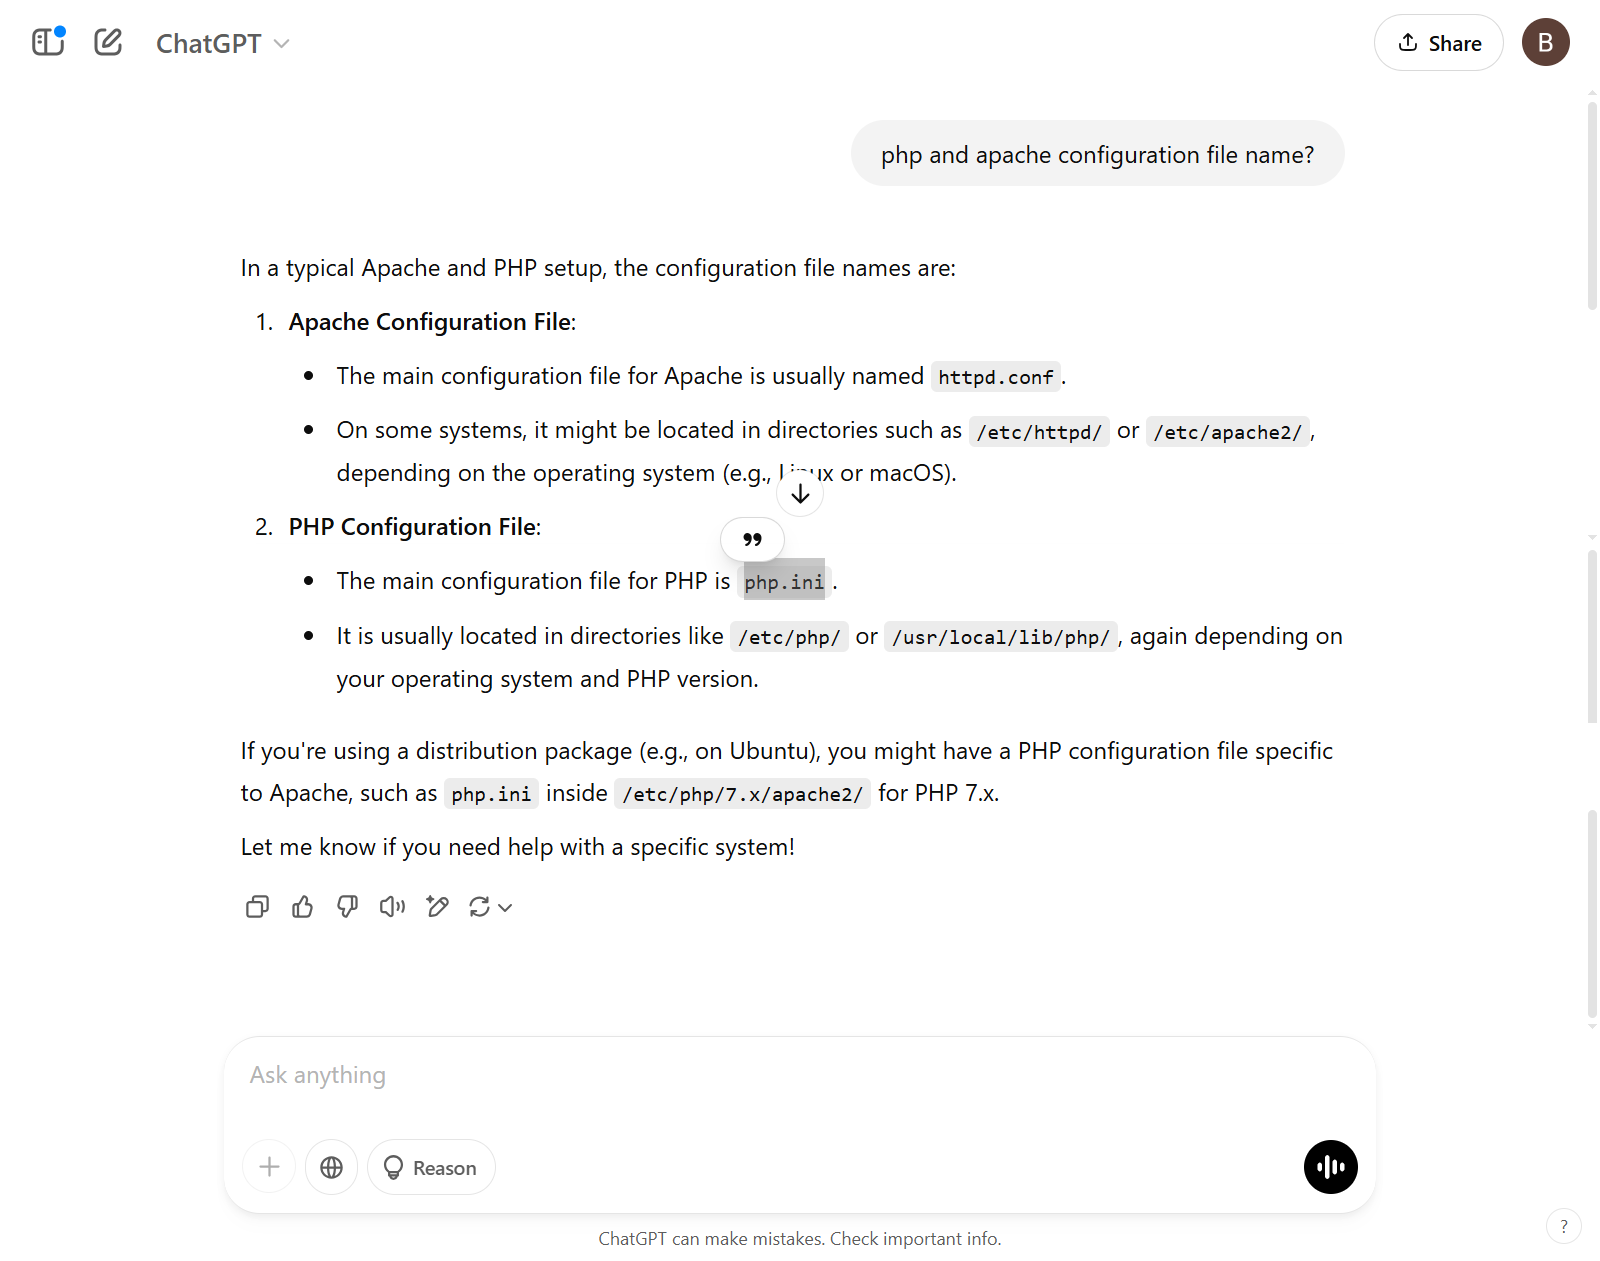 ChatGPT
Share
B
php and apache configuration file name?
In a typical Apache and PHP setup, the configuration file names are:
1. Apache Configuration File:
• The main configuration file for Apache is usually named httpd.conf.
• On some systems, it might be located in directories such as /etc/httpd/ or /etc/apache2/,
depending on the operating system (e.g., Linux or macOS).
2. PHP Configuration File:
• The main configuration file for PHP is php.ini.
• It is usually located in directories like /etc/php/ or /usr/local/lib/php/, again depending on
your operating system and PHP version.
If you're using a distribution package (e.g., on Ubuntu), you might have a PHP configuration file specific
to Apache, such as php.ini inside /etc/php/7.x/apache2/ for PHP 7.x.
Let me know if you need help with a specific system!
Ask anything
Reason
ChatGPT can make mistakes. Check important info.
?